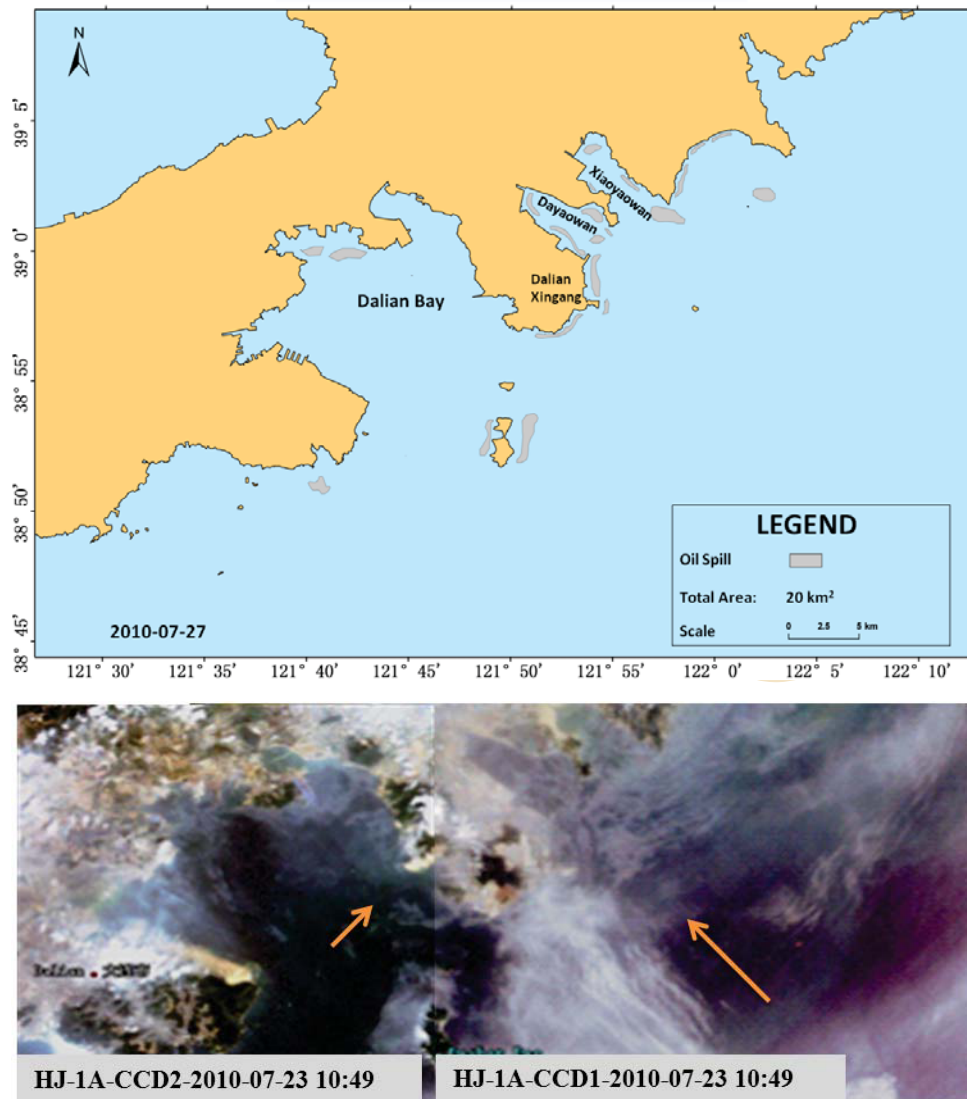 N
39° 5'
39° 0'
38° 55'
38° 50'
38° 45'
Xiaoyaowan
Dayaowan
Dalian
Xingang
Dalian Bay
LEGEND
Oil Spill
Total Area: 20 km²
Scale 0 2.5 5 km
2010-07-27
121° 30' 121° 35' 121° 40' 121° 45' 121° 50' 121° 55' 122° 0' 122° 5' 122° 10'
Dalian
HJ-1A-CCD2-2010-07-23 10:49
HJ-1A-CCD1-2010-07-23 10:49